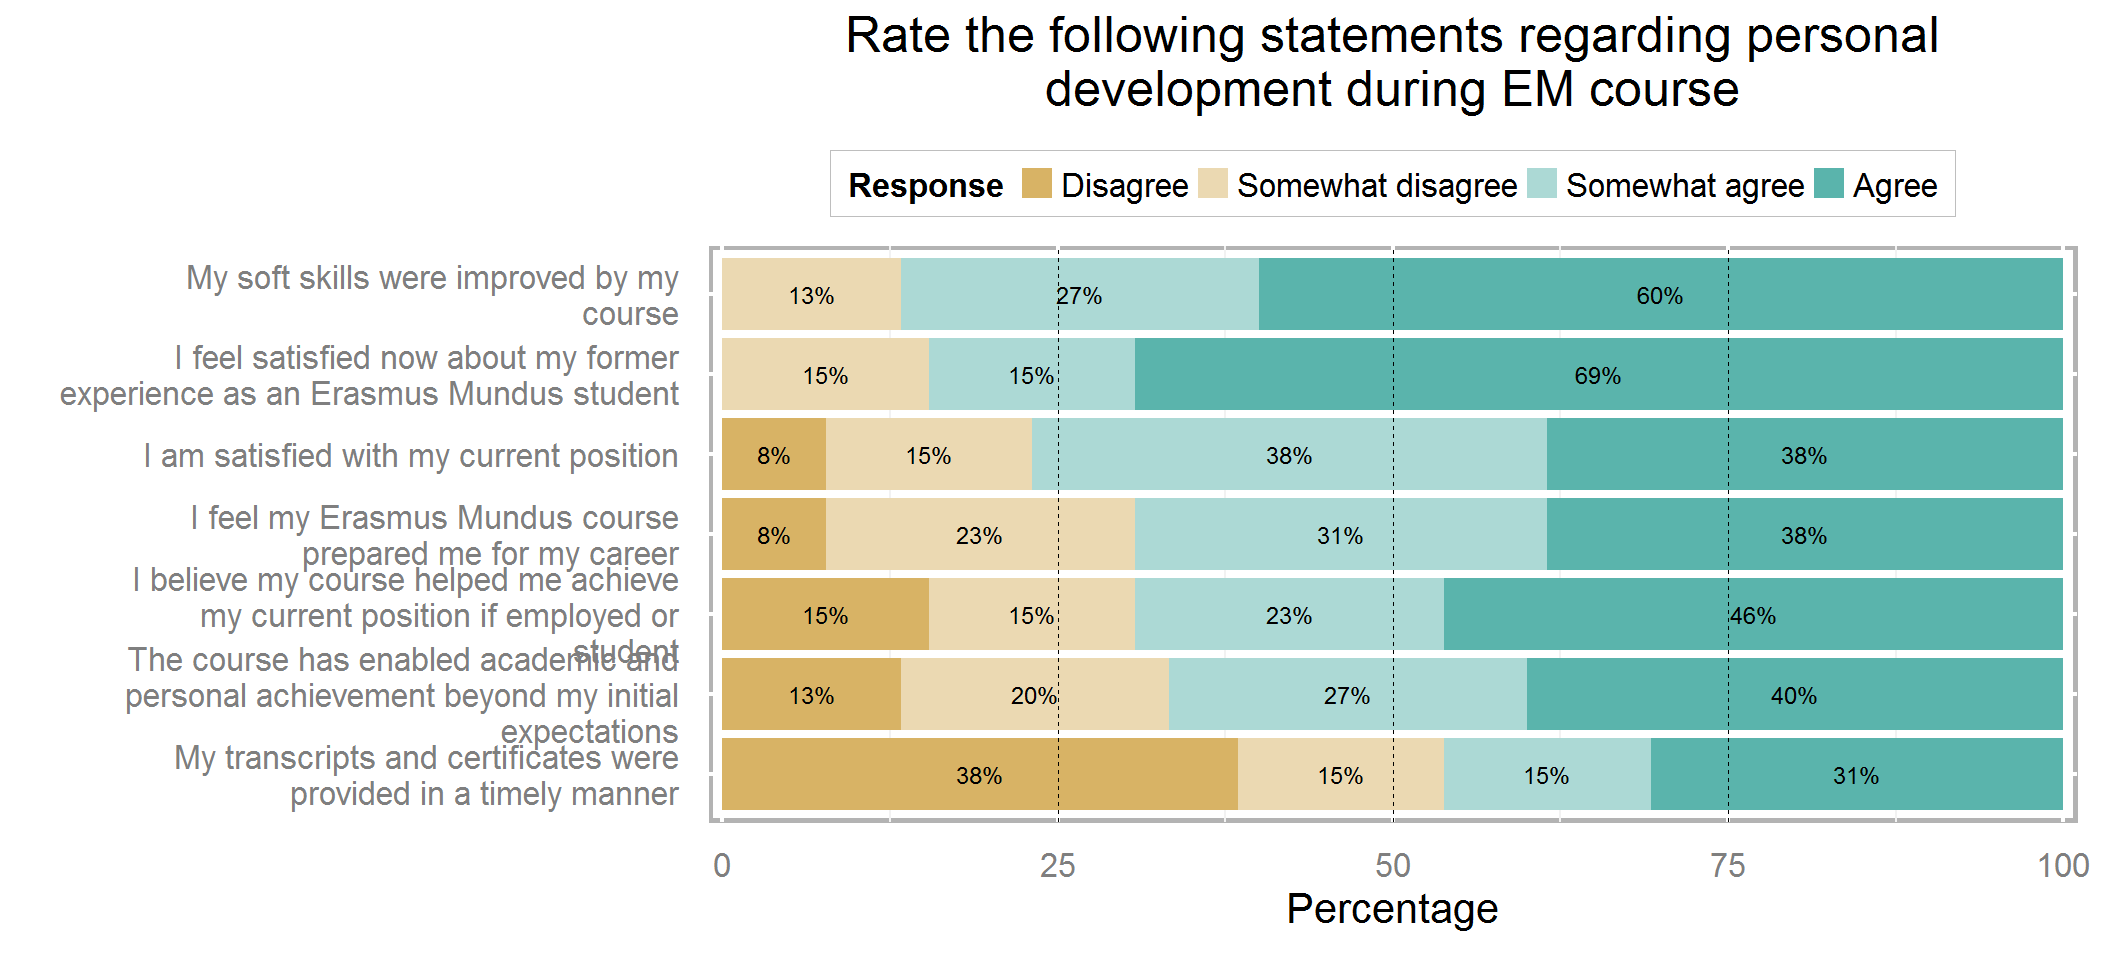 Rate the following statements regarding personal
development during EM course
Response Disagree Somewhat disagree Somewhat agree Agree
My soft skills were improved by my
course
13% 27% 60%
I feel satisfied now about my former
experience as an Erasmus Mundus student
15% 15% 69%
I am satisfied with my current position
8% 15% 38% 38%
I feel my Erasmus Mundus course
prepared me for my career
8% 23% 31% 38%
I believe my course helped me achieve
my current position if employed or
student
15% 15% 23% 46%
The course has enabled academic and
personal achievement beyond my initial
expectations
13% 20% 27% 40%
My transcripts and certificates were
provided in a timely manner
38% 15% 15% 31%
0 25 50 75 100
Percentage